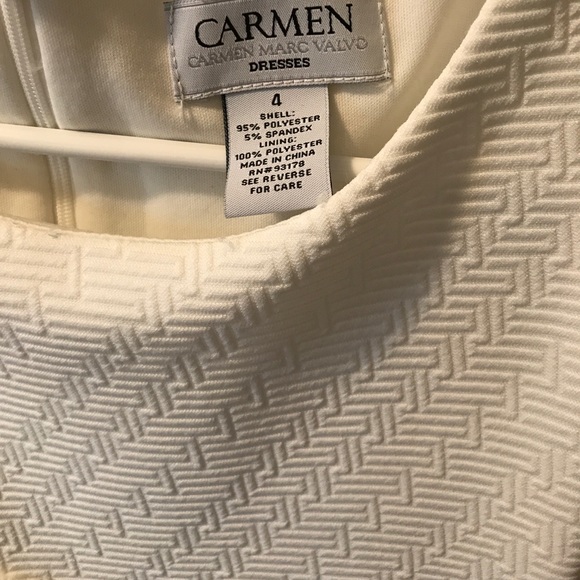 CARMEN
CARMEN MARC VALVO
DRESSES
4
SHELL:
95% POLYESTER
5% SPANDEX
LINING:
100% POLYESTER
MADE IN CHINA
RN# 93178
SEE REVERSE
FOR CARE